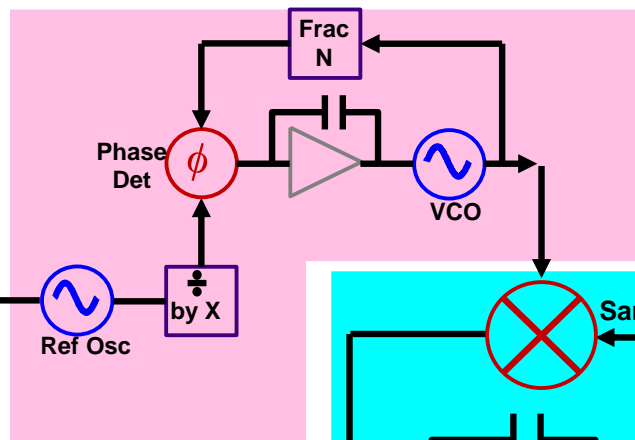 Frac
N
Phase
Det
ϕ
VCO
÷
by X
Ref Osc